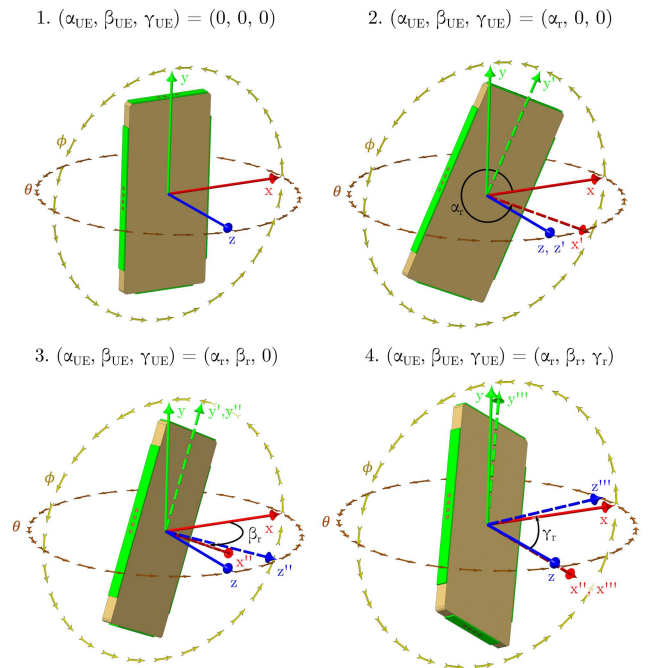 1. (α_UE, β_UE, γ_UE) = (0, 0, 0)
y
ϕ
θ
x
z
2. (α_UE, β_UE, γ_UE) = (α_r, 0, 0)
y
y'
ϕ
θ
x
α_r
z, z'
x'
3. (α_UE, β_UE, γ_UE) = (α_r, β_r, 0)
y
y',y''
ϕ
θ
x
β_r
x''
z''
z
4. (α_UE, β_UE, γ_UE) = (α_r, β_r, γ_r)
y
y'''
ϕ
z'''
θ
x
γ_r
z
x'', x'''